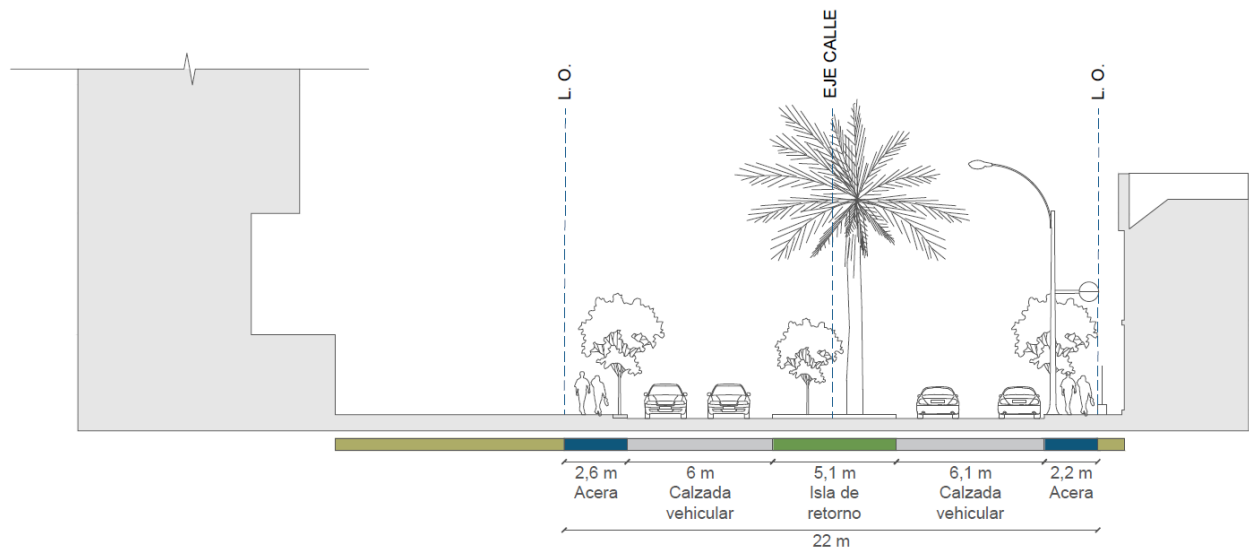 L. O.
EJE CALLE
L. O.
2,6 m
Acera
6 m
Calzada
vehicular
5,1 m
Isla de
retorno
6,1 m
Calzada
vehicular
2,2 m
Acera
22 m